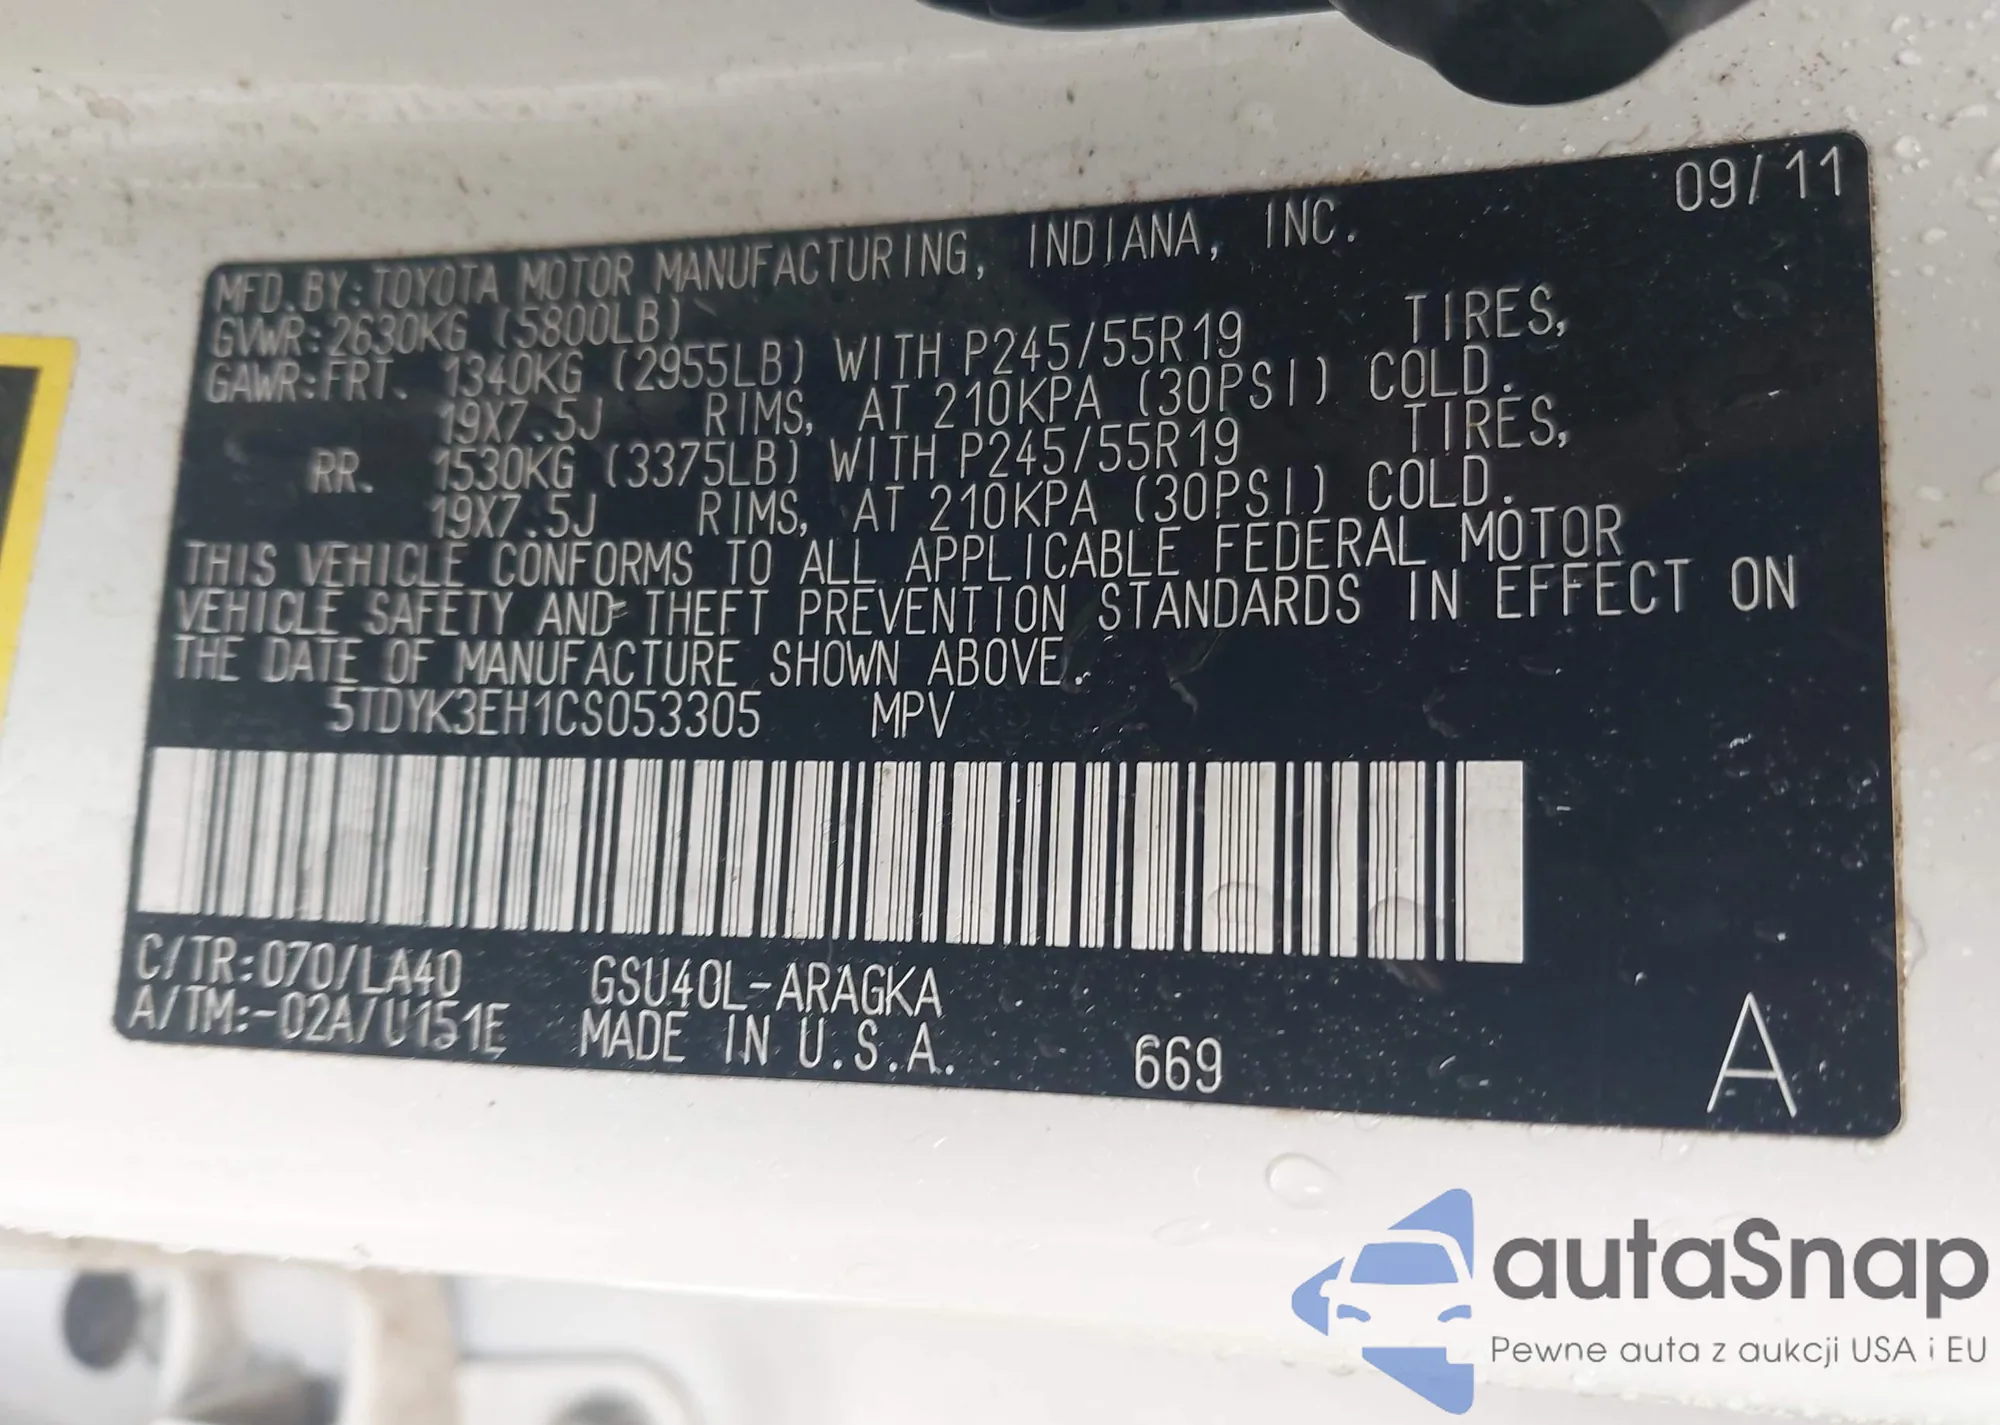 09/11
MFD.BY:TOYOTA MOTOR MANUFACTURING, INDIANA, INC.
GVWR:2630KG (5800LB)
GAWR:FRT. 1340KG (2955LB) WITH P245/55R19 TIRES,
19X7.5J RIMS, AT 210KPA (30PSI) COLD.
RR. 1530KG (3375LB) WITH P245/55R19 TIRES,
19X7.5J RIMS, AT 210KPA (30PSI) COLD.
THIS VEHICLE CONFORMS TO ALL APPLICABLE FEDERAL MOTOR
VEHICLE SAFETY AND THEFT PREVENTION STANDARDS IN EFFECT ON
THE DATE OF MANUFACTURE SHOWN ABOVE.
5TDYK3EH1CS053305 MPV
C/TR:070/LA40 GSU40L-ARAGKA
A/TM:-02A/U151E MADE IN U.S.A. 669 A
autaSnap
Pewne auta z aukcji USA i EU